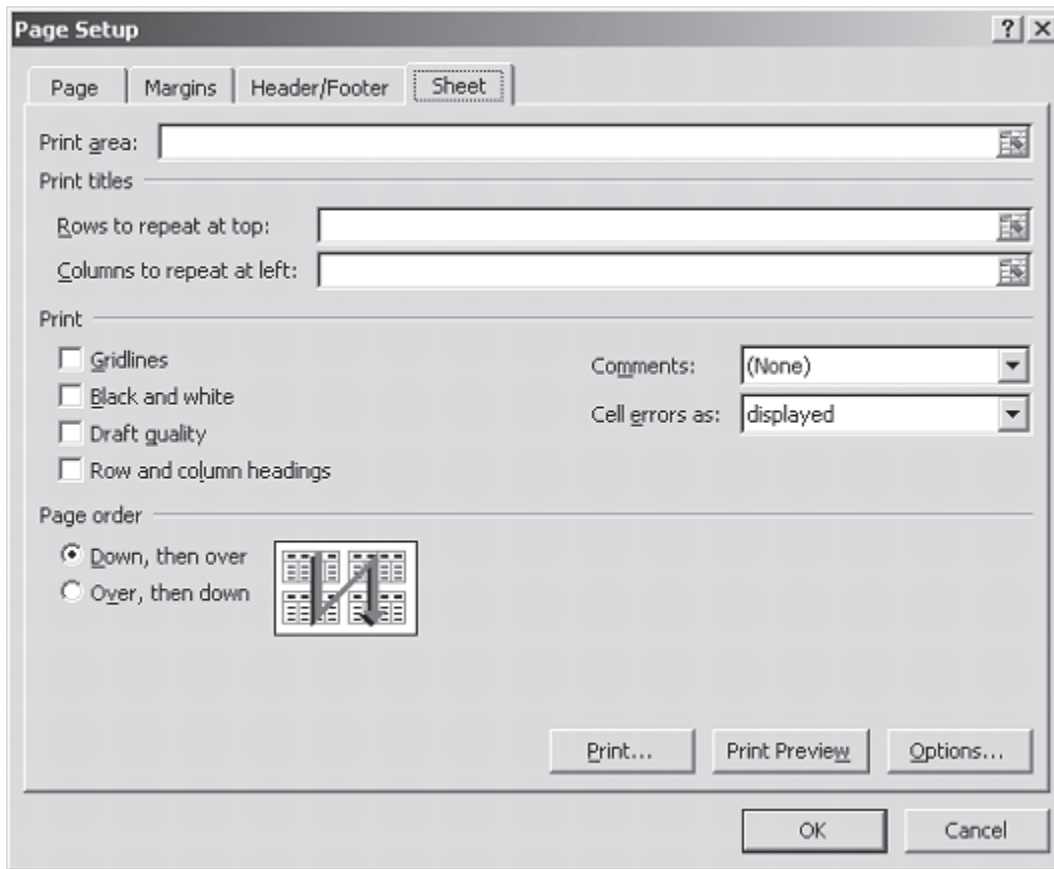 Page Setup
Page Margins Header/Footer Sheet
Print area:
Print titles
Rows to repeat at top:
Columns to repeat at left:
Print
Gridlines
Black and white
Draft quality
Row and column headings
Comments: (None)
Cell errors as: displayed
Page order
Down, then over
Over, then down
Print... Print Preview Options...
OK Cancel